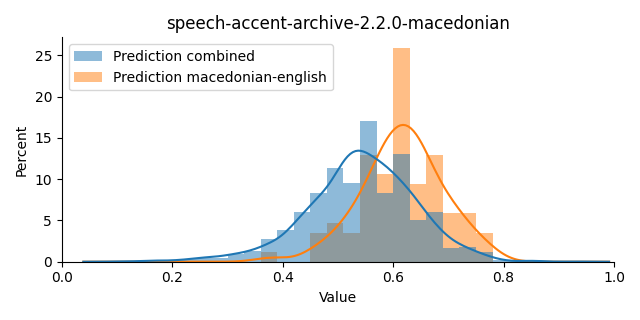 speech-accent-archive-2.2.0-macedonian
Prediction combined
Prediction macedonian-english
Percent
25
20
15
10
5
0
0.0 0.2 0.4 0.6 0.8 1.0
Value